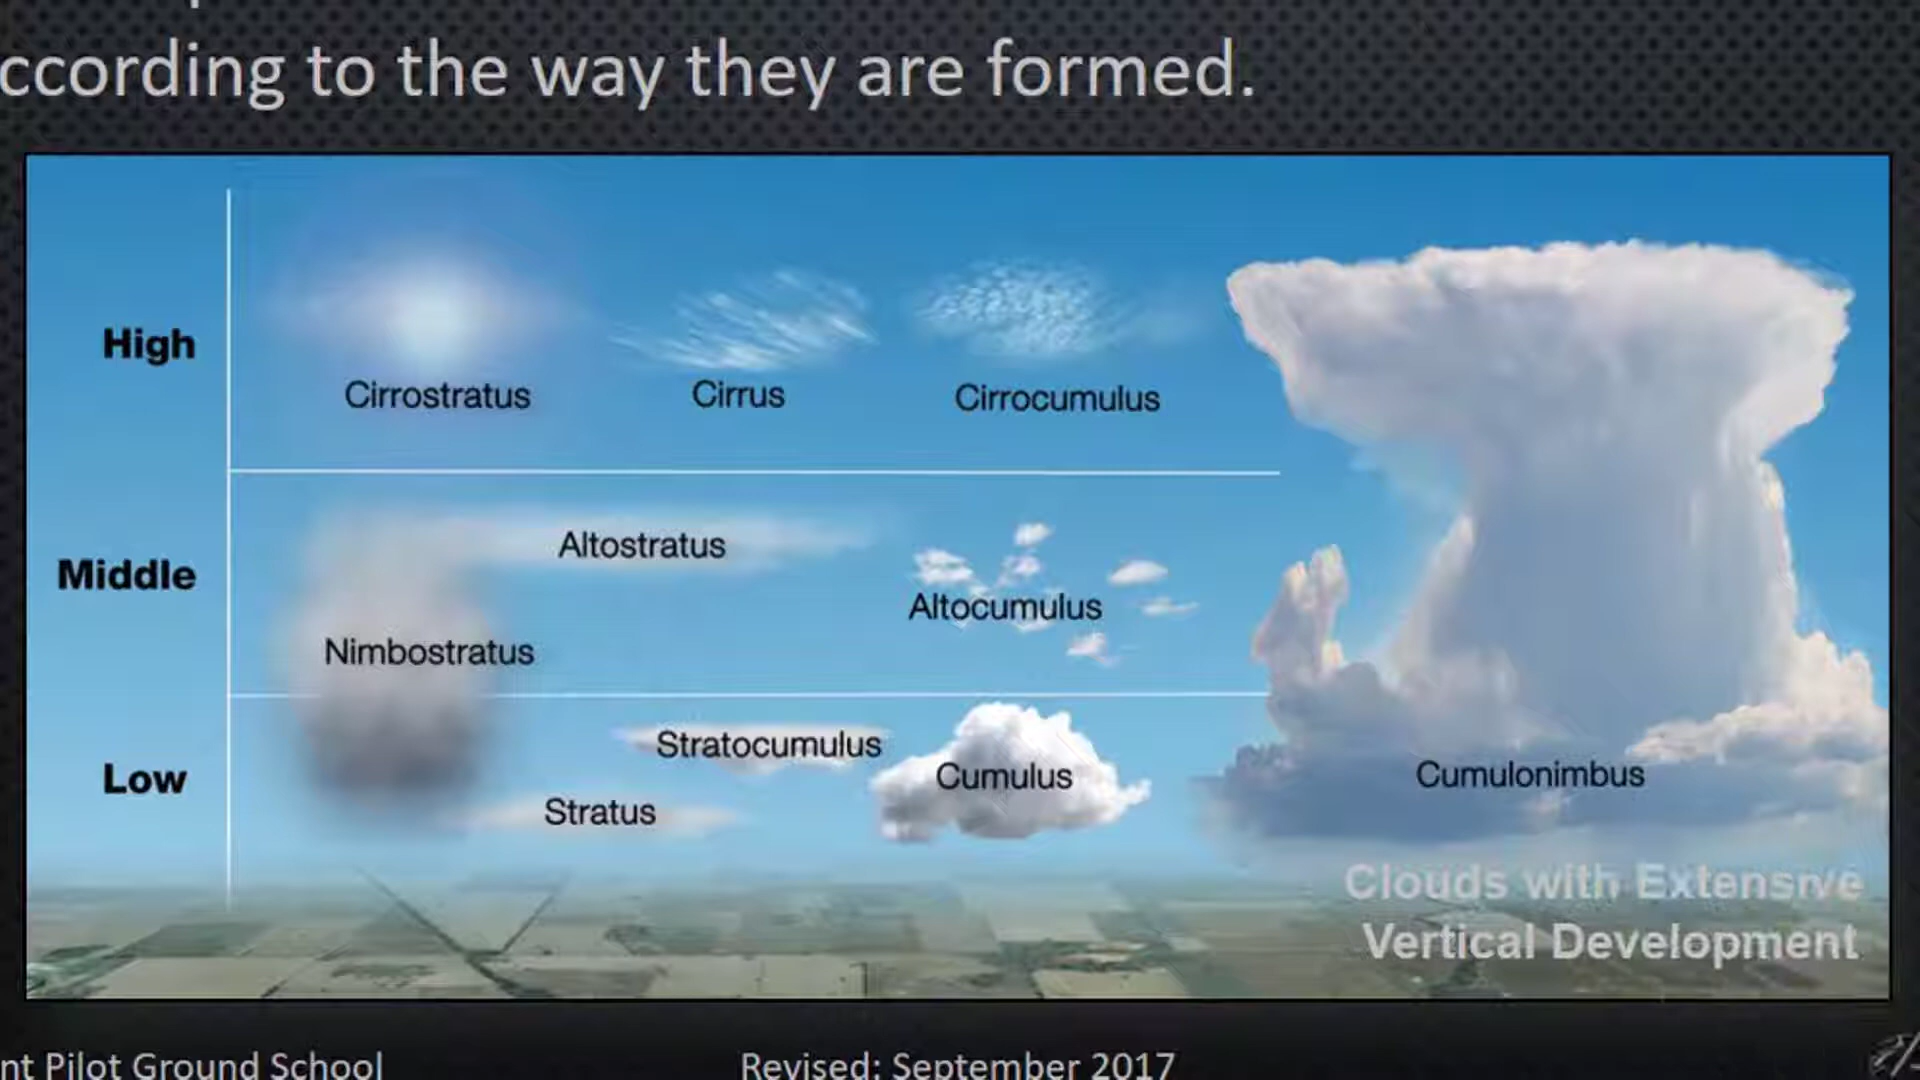 ccording to the way they are formed.
High
Cirrostratus
Cirrus
Cirrocumulus
Middle
Altostratus
Altocumulus
Nimbostratus
Low
Stratocumulus
Cumulus
Stratus
Cumulonimbus
Clouds with Extensive
Vertical Development
nt Pilot Ground School
Revised: September 2017